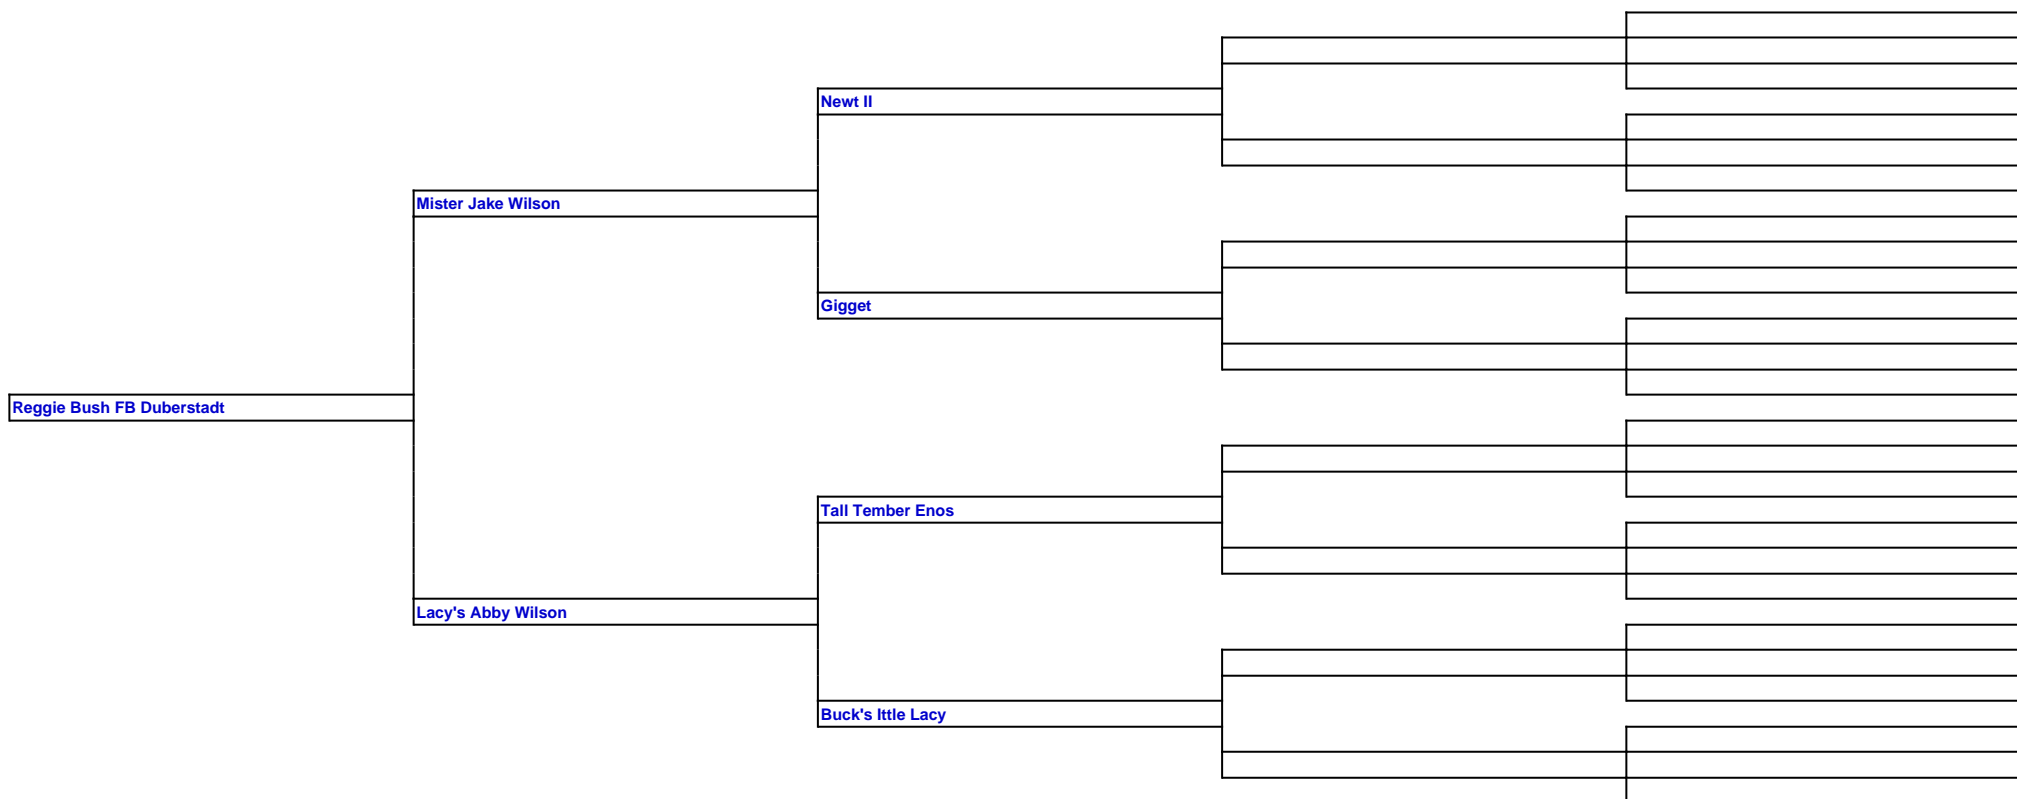 Newt II
Mister Jake Wilson
Gigget
Reggie Bush FB Duberstadt
Tall Tember Enos
Lacy's Abby Wilson
Buck's Ittle Lacy